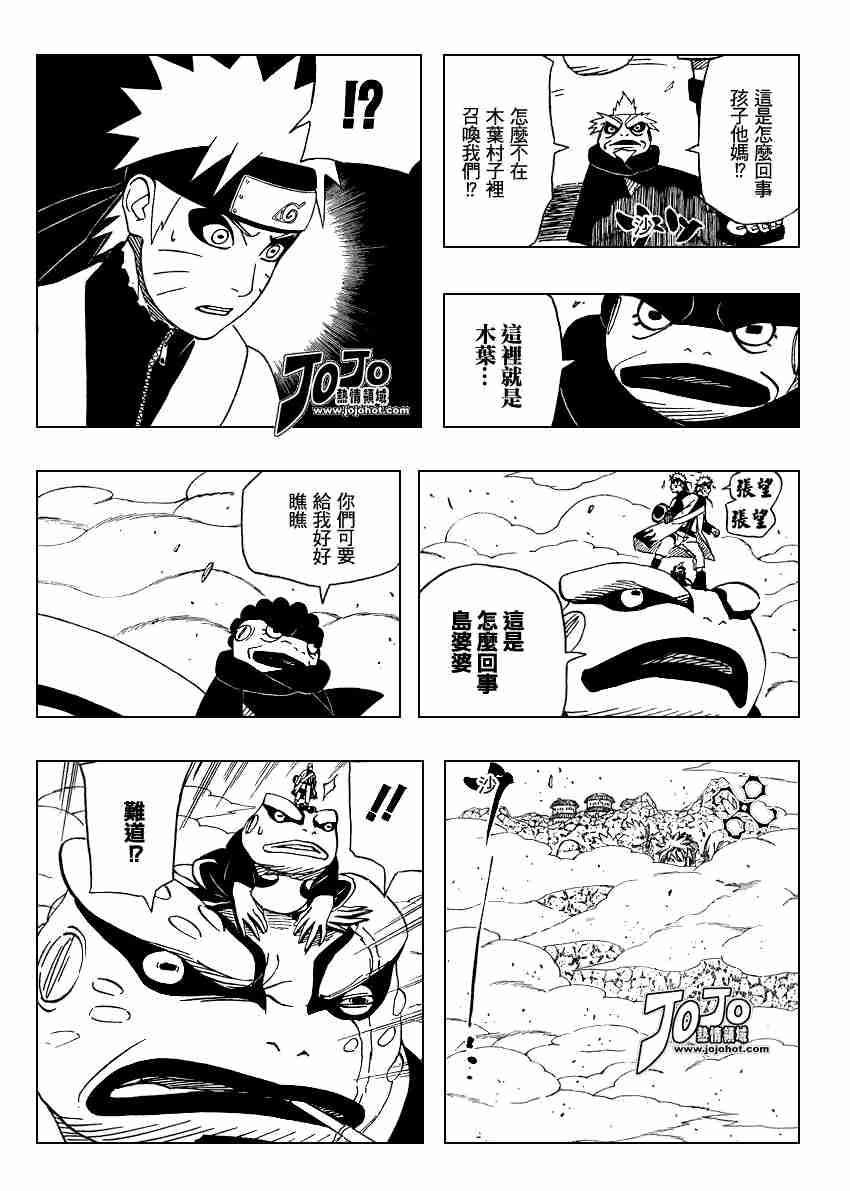 這是怎麼回事
孩子他媽!?
怎麼不在
木葉村子裡
召喚我們!?
沙
!?
JOJO
熱情領域
www.jojohot.com
這裡就是
木葉…
張望
張望
這是
怎麼回事
島婆婆
你們可要
給我好好
瞧瞧
沙
JOJO
熱情領域
www.jojohot.com
!!
難道!?